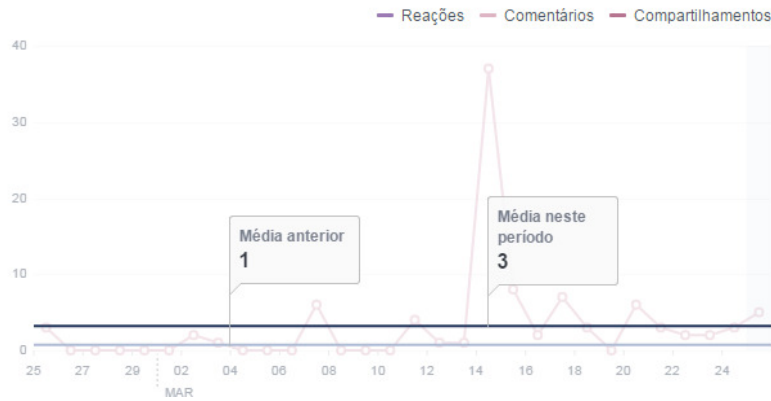 Reações Comentários Compartilhamentos
40
30
20
10
0
Média anterior
1
Média neste
período
3
25 27 29 02 04 06 08 10 12 14 16 18 20 22 24
MAR